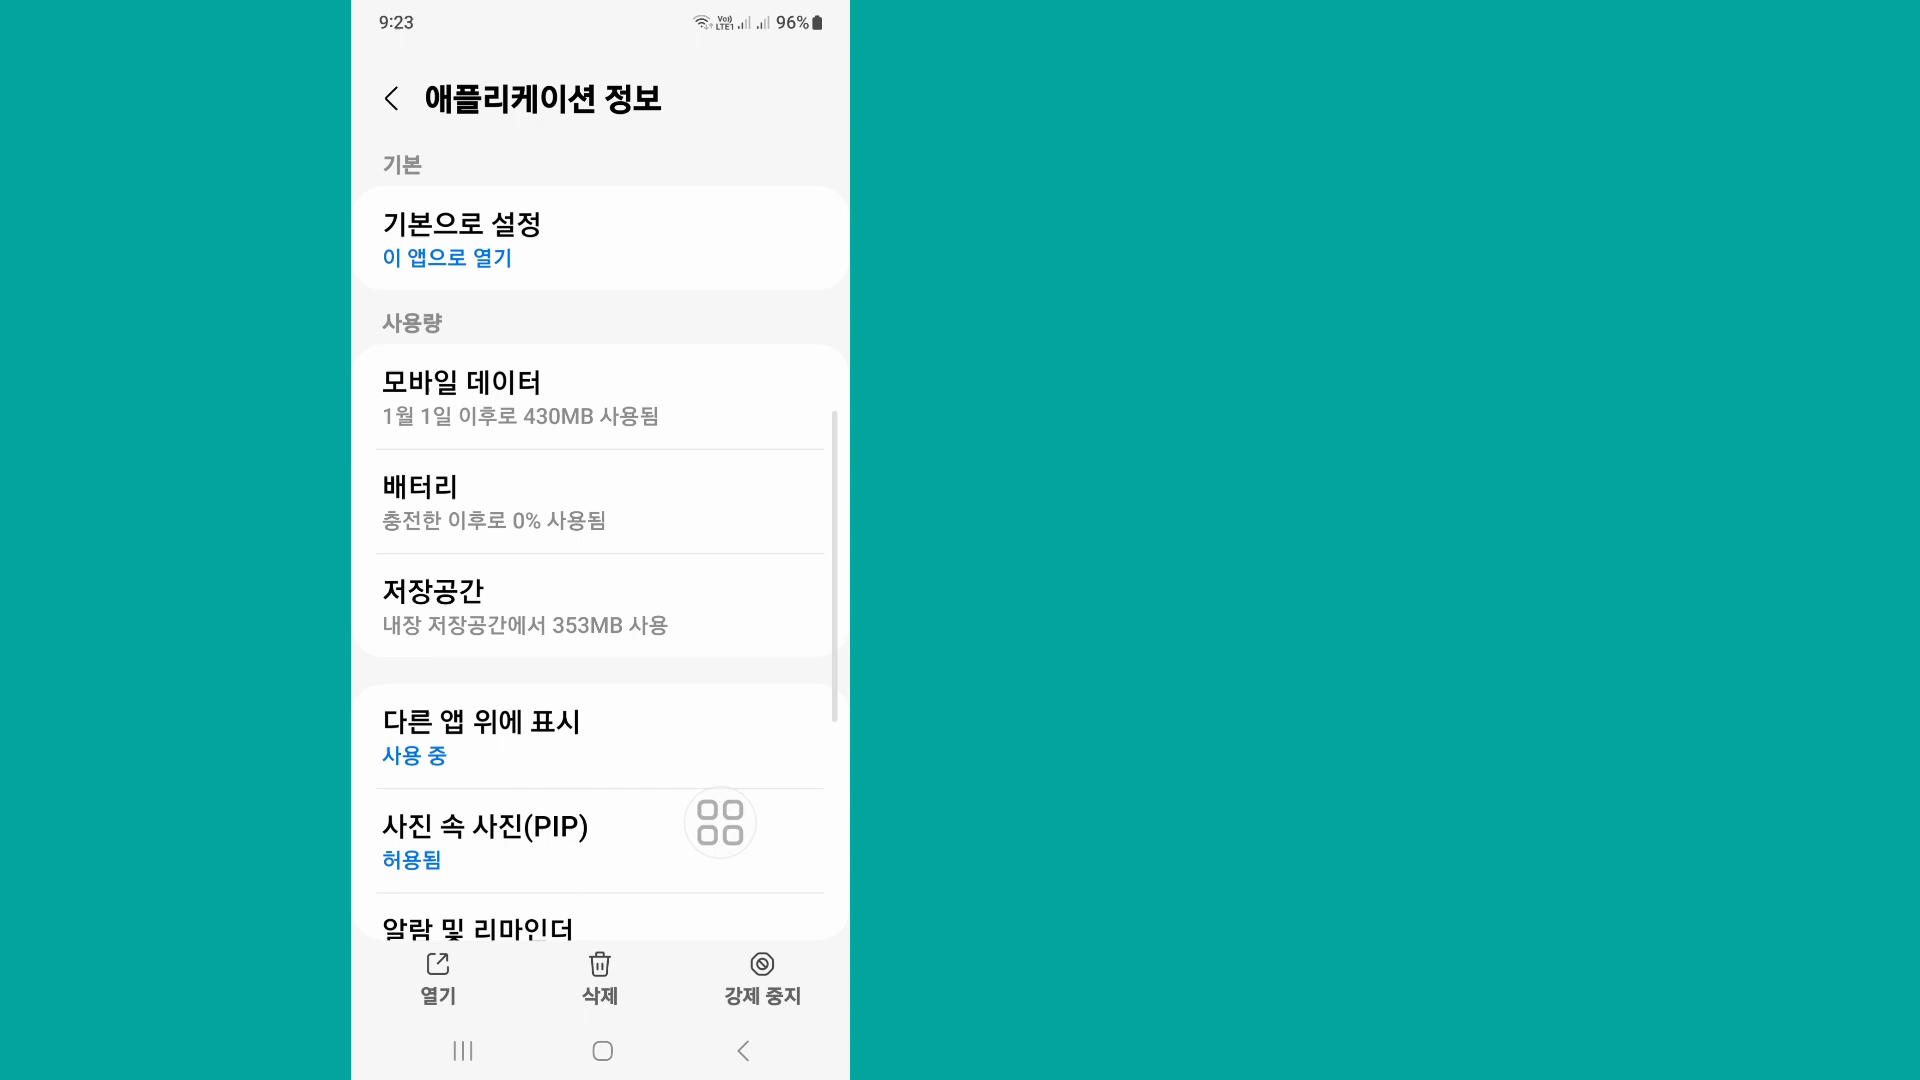 9:23
Vo))
LTE1
96%
애플리케이션 정보
기본
기본으로 설정
이 앱으로 열기
사용량
모바일 데이터
1월 1일 이후로 430MB 사용됨
배터리
충전한 이후로 0% 사용됨
저장공간
내장 저장공간에서 353MB 사용
다른 앱 위에 표시
사용 중
사진 속 사진(PIP)
허용됨
알람 및 리마인더
열기
삭제
강제 중지